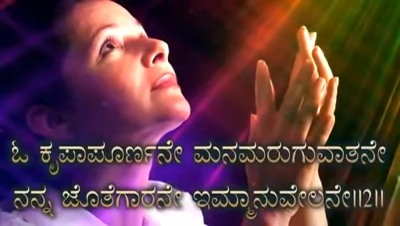 ಓ ಕೃಪಾಪೂರ್ಣನೇ ಮನಮರುಗುವಾತನೇ
ನನ್ನ ಜೊತೆಗಾರನೇ ಇಮ್ಮಾನುವೇಲನೇ॥2॥